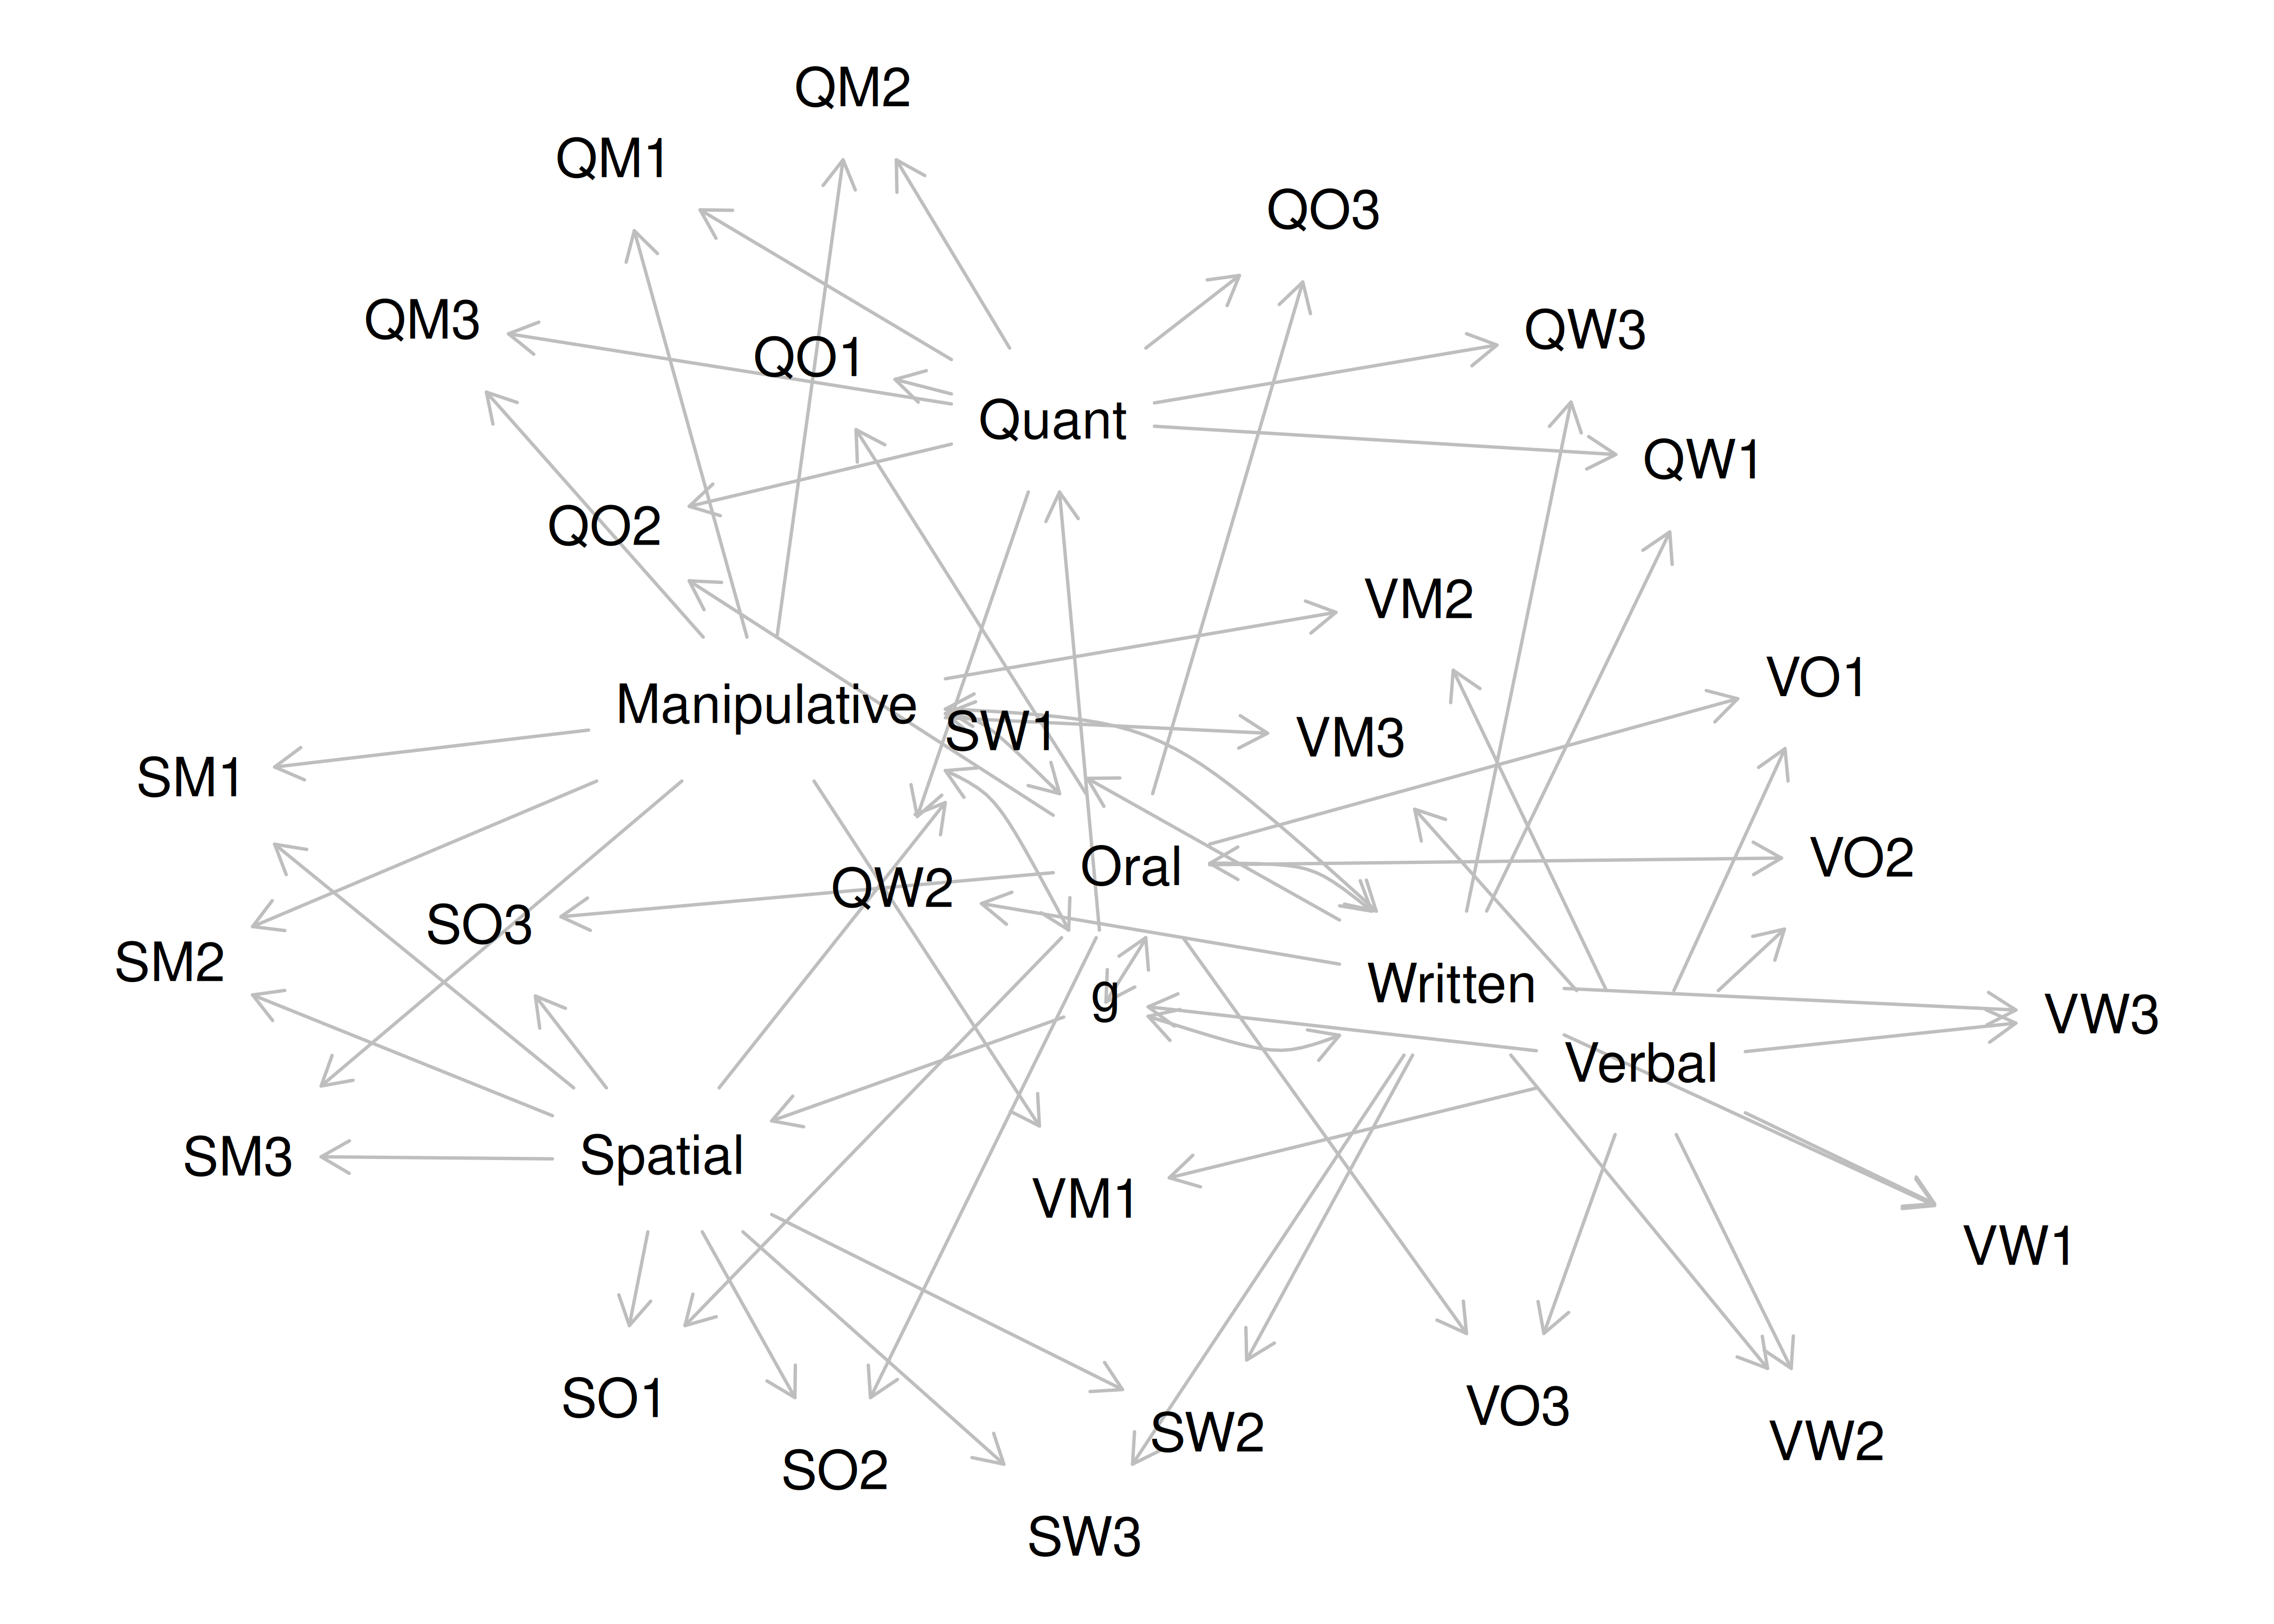 QM2
QM1
QO3
QM3
QW3
QO1
Quant
QW1
QO2
VM2
VO1
Manipulative
SW1
VM3
SM1
VO2
Oral
QW2
SO3
SM2
Written
g
VW3
Verbal
Spatial
SM3
VM1
VW1
SO1
VO3
SW2
VW2
SO2
SW3